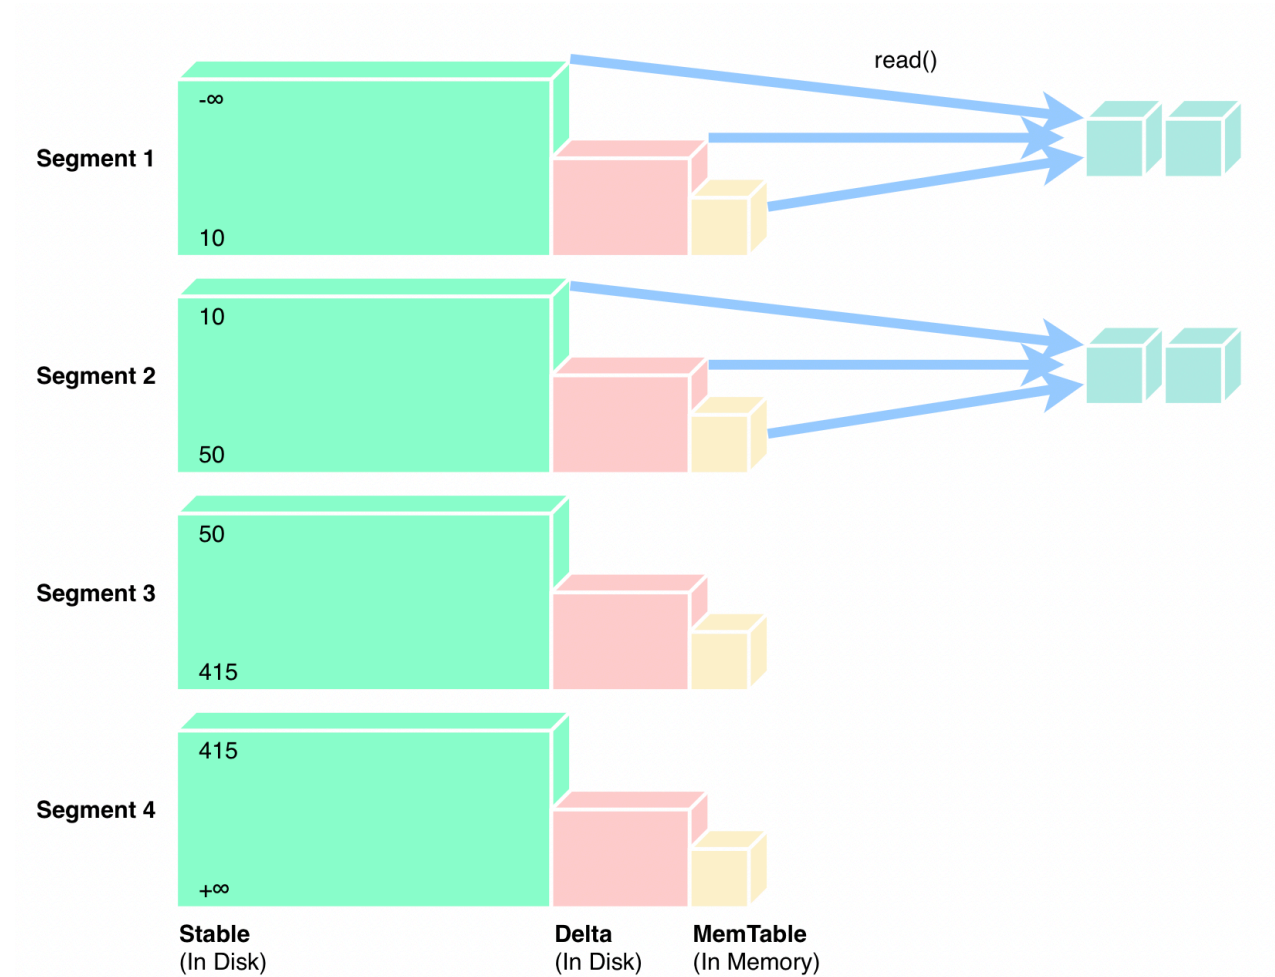 read()
-∞
Segment 1
10
10
Segment 2
50
50
Segment 3
415
415
Segment 4
+∞
Stable
(In Disk)
Delta
(In Disk)
MemTable
(In Memory)